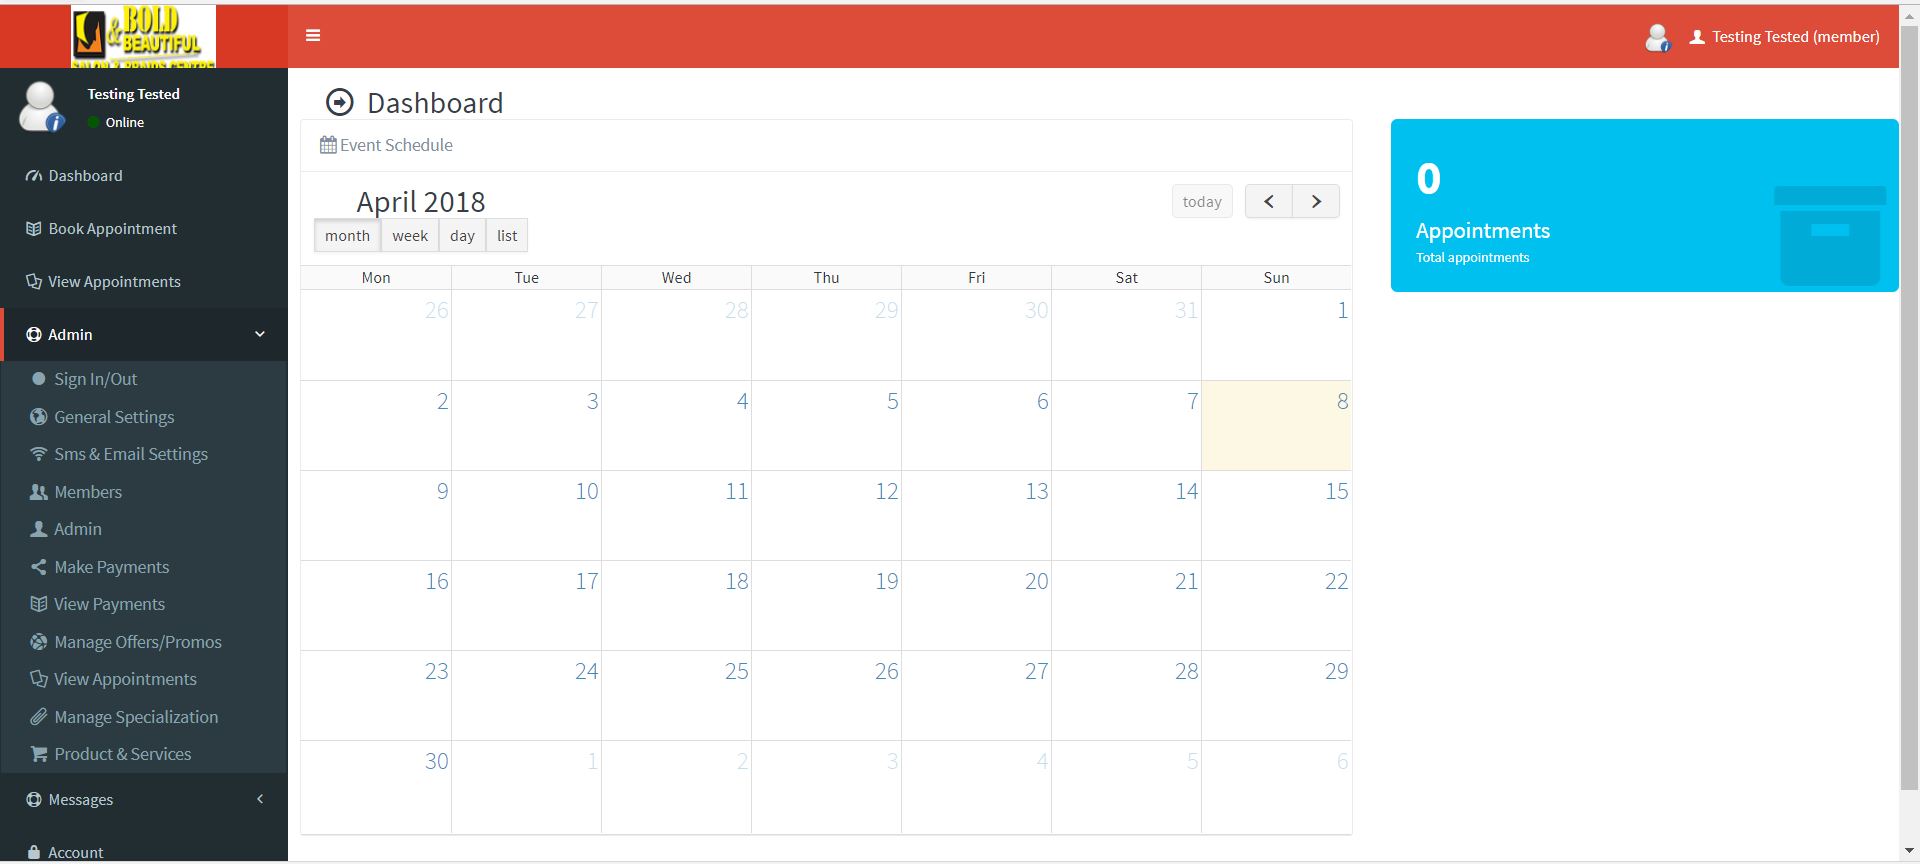 & BOLD
BEAUTIFUL
SALON & BRAIDS CENTRE
Testing Tested (member)
Testing Tested
Online
Dashboard
Book Appointment
View Appointments
Admin
Sign In/Out
General Settings
Sms & Email Settings
Members
Admin
Make Payments
View Payments
Manage Offers/Promos
View Appointments
Manage Specialization
Product & Services
Messages
Account
Dashboard
Event Schedule
April 2018
today
month week day list
Mon Tue Wed Thu Fri Sat Sun
26 27 28 29 30 31 1
2 3 4 5 6 7 8
9 10 11 12 13 14 15
16 17 18 19 20 21 22
23 24 25 26 27 28 29
30 1 2 3 4 5 6
0
Appointments
Total appointments